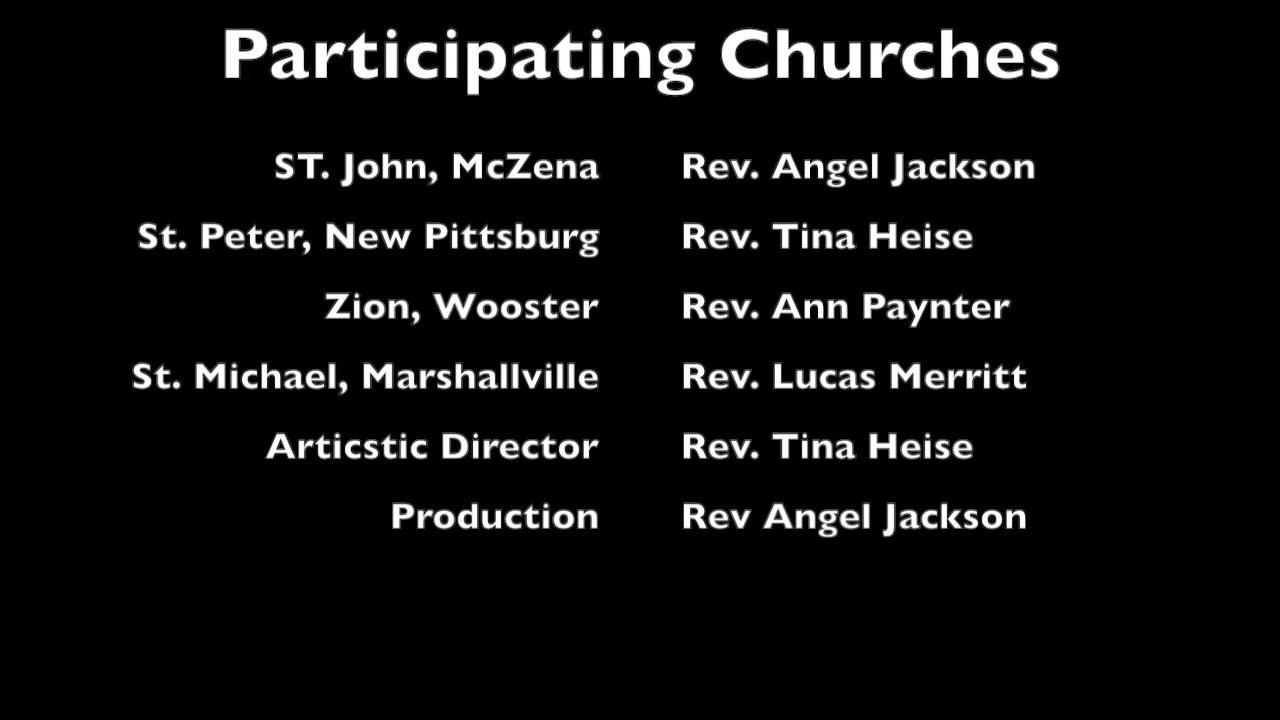 Participating Churches
ST. John, McZena Rev. Angel Jackson
St. Peter, New Pittsburg Rev. Tina Heise
Zion, Wooster Rev. Ann Paynter
St. Michael, Marshallville Rev. Lucas Merritt
Articstic Director Rev. Tina Heise
Production Rev Angel Jackson